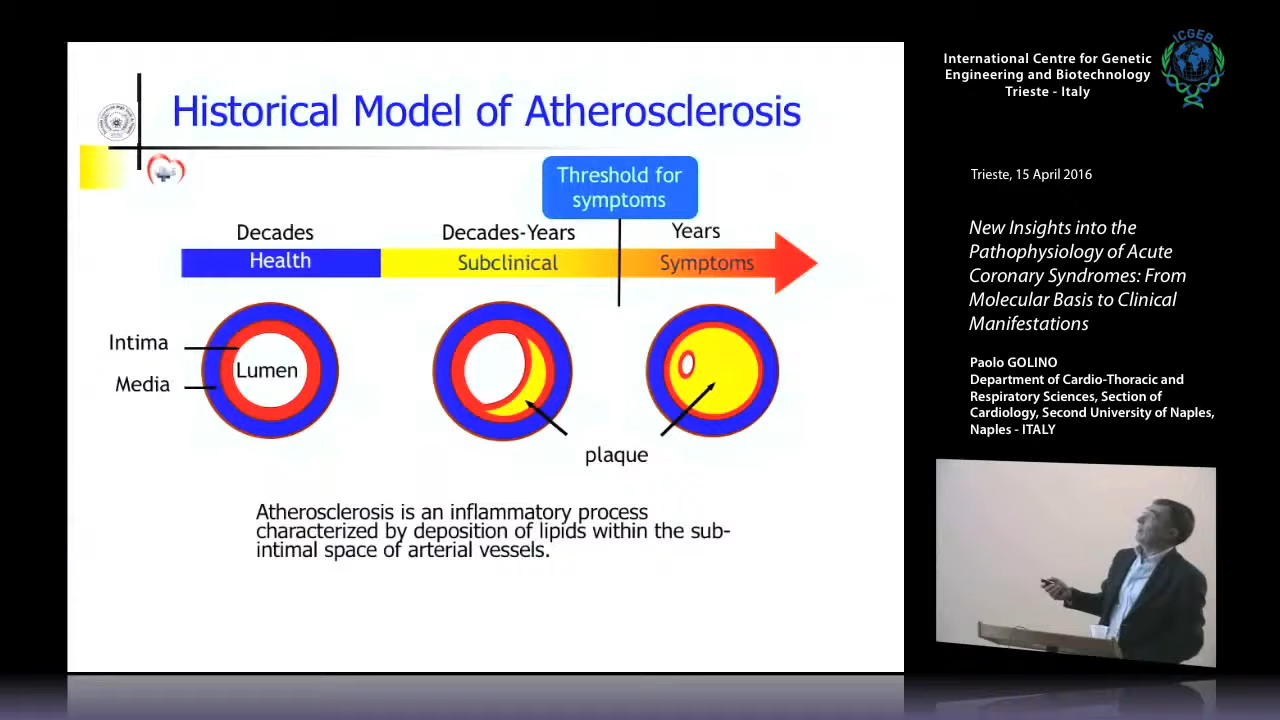 Historical Model of Atherosclerosis
Threshold for
symptoms
Decades
Decades-Years
Years
Health
Subclinical
Symptoms
Intima
Media
Lumen
plaque
Atherosclerosis is an inflammatory process
characterized by deposition of lipids within the sub-
intimal space of arterial vessels.
International Centre for Genetic
Engineering and Biotechnology
Trieste - Italy
ICGEB
Trieste, 15 April 2016
New Insights into the
Pathophysiology of Acute
Coronary Syndromes: From
Molecular Basis to Clinical
Manifestations
Paolo GOLINO
Department of Cardio-Thoracic and
Respiratory Sciences, Section of
Cardiology, Second University of Naples,
Naples - ITALY